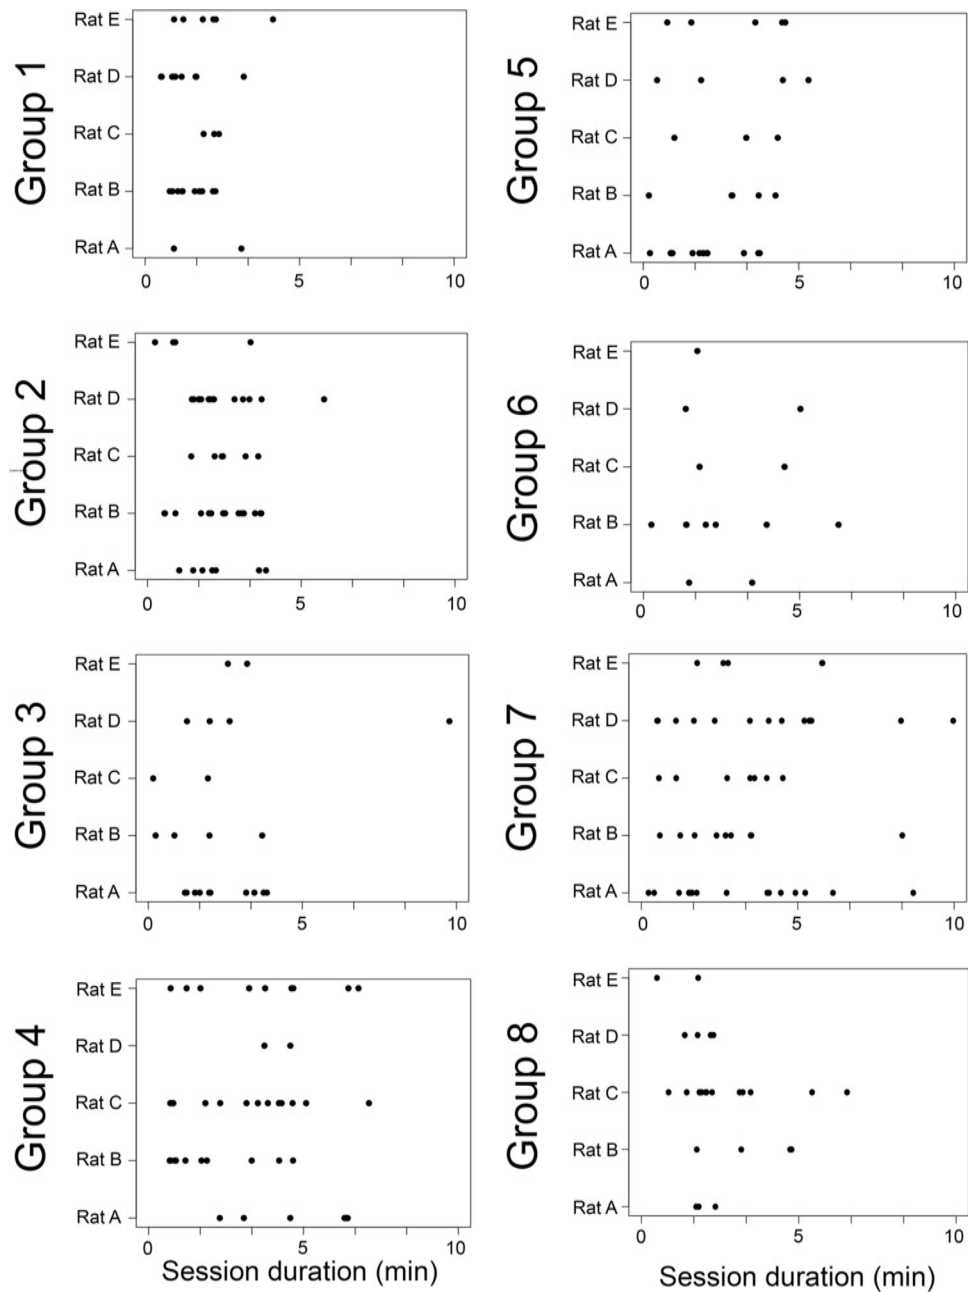 Group 1
Rat E
Rat D
Rat C
Rat B
Rat A
0 5 10
Group 2
Rat E
Rat D
Rat C
Rat B
Rat A
0 5 10
Group 3
Rat E
Rat D
Rat C
Rat B
Rat A
0 5 10
Group 4
Rat E
Rat D
Rat C
Rat B
Rat A
0 5 10
Session duration (min)
Group 5
Rat E
Rat D
Rat C
Rat B
Rat A
0 5 10
Group 6
Rat E
Rat D
Rat C
Rat B
Rat A
0 5 10
Group 7
Rat E
Rat D
Rat C
Rat B
Rat A
0 5 10
Group 8
Rat E
Rat D
Rat C
Rat B
Rat A
0 5 10
Session duration (min)